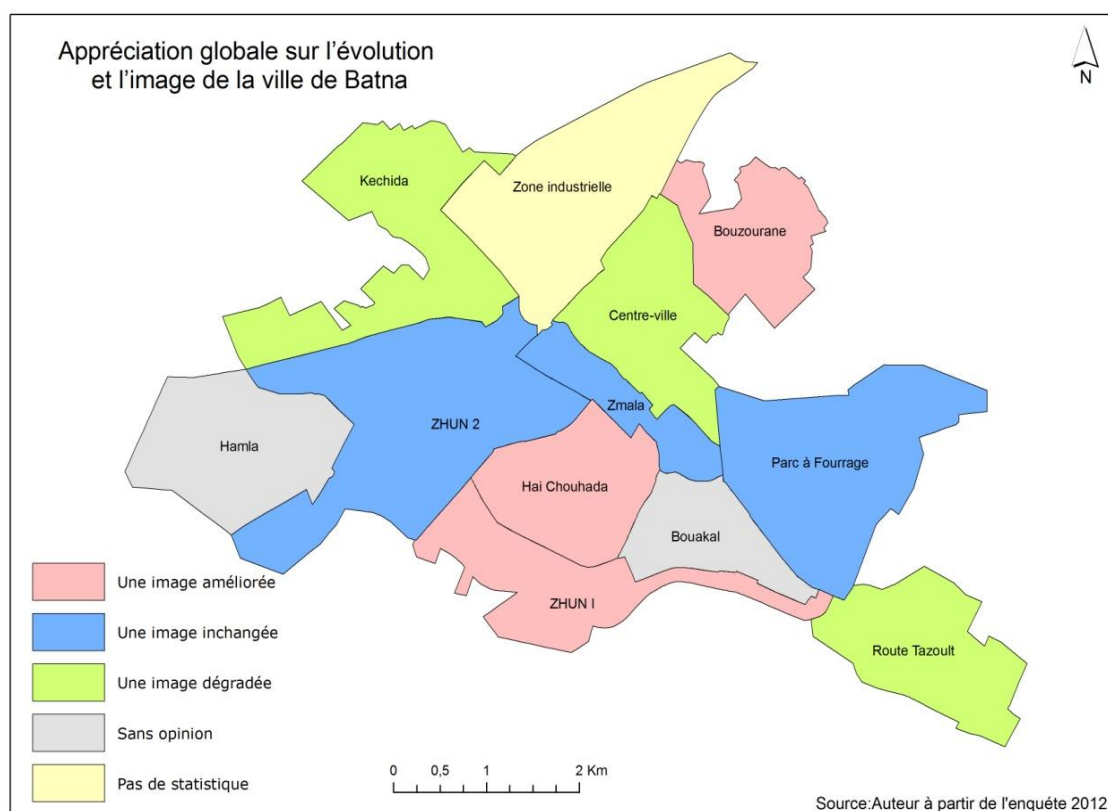 Appréciation globale sur l'évolution
et l'image de la ville de Batna
N
Kechida
Zone industrielle
Bouzourane
Centre-ville
Zmala
ZHUN 2
Hamla
Parc à Fourrage
Hai Chouhada
Bouakal
ZHUN I
Route Tazoult
Une image améliorée
Une image inchangée
Une image dégradée
Sans opinion
Pas de statistique
0 0,5 1 2 Km
Source:Auteur à partir de l'enquéte 2012